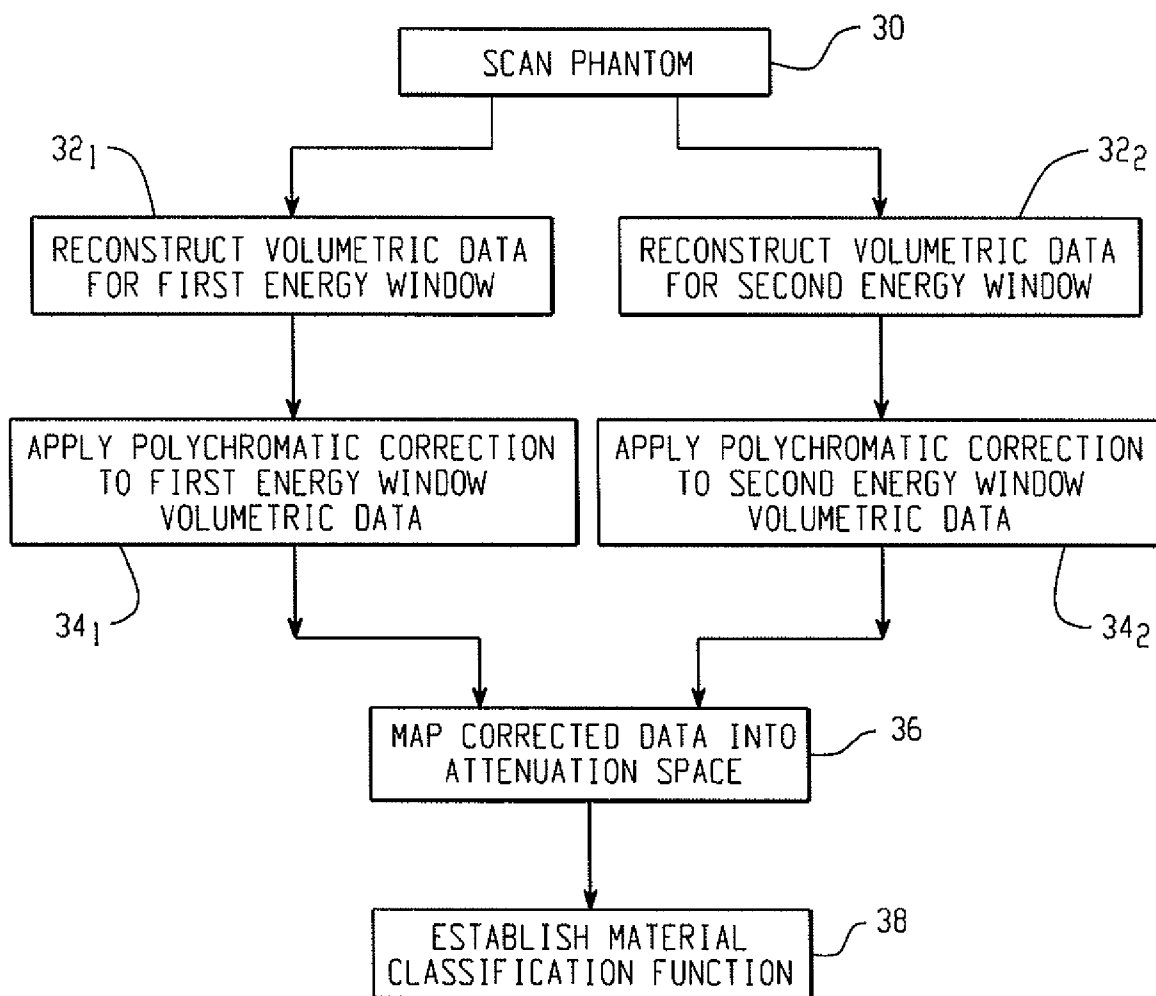 30
SCAN PHANTOM
32₁
32₂
RECONSTRUCT VOLUMETRIC DATA
FOR FIRST ENERGY WINDOW
RECONSTRUCT VOLUMETRIC DATA
FOR SECOND ENERGY WINDOW
APPLY POLYCHROMATIC CORRECTION
TO FIRST ENERGY WINDOW
VOLUMETRIC DATA
APPLY POLYCHROMATIC CORRECTION
TO SECOND ENERGY WINDOW
VOLUMETRIC DATA
34₁
34₂
MAP CORRECTED DATA INTO
ATTENUATION SPACE
36
ESTABLISH MATERIAL
CLASSIFICATION FUNCTION
38